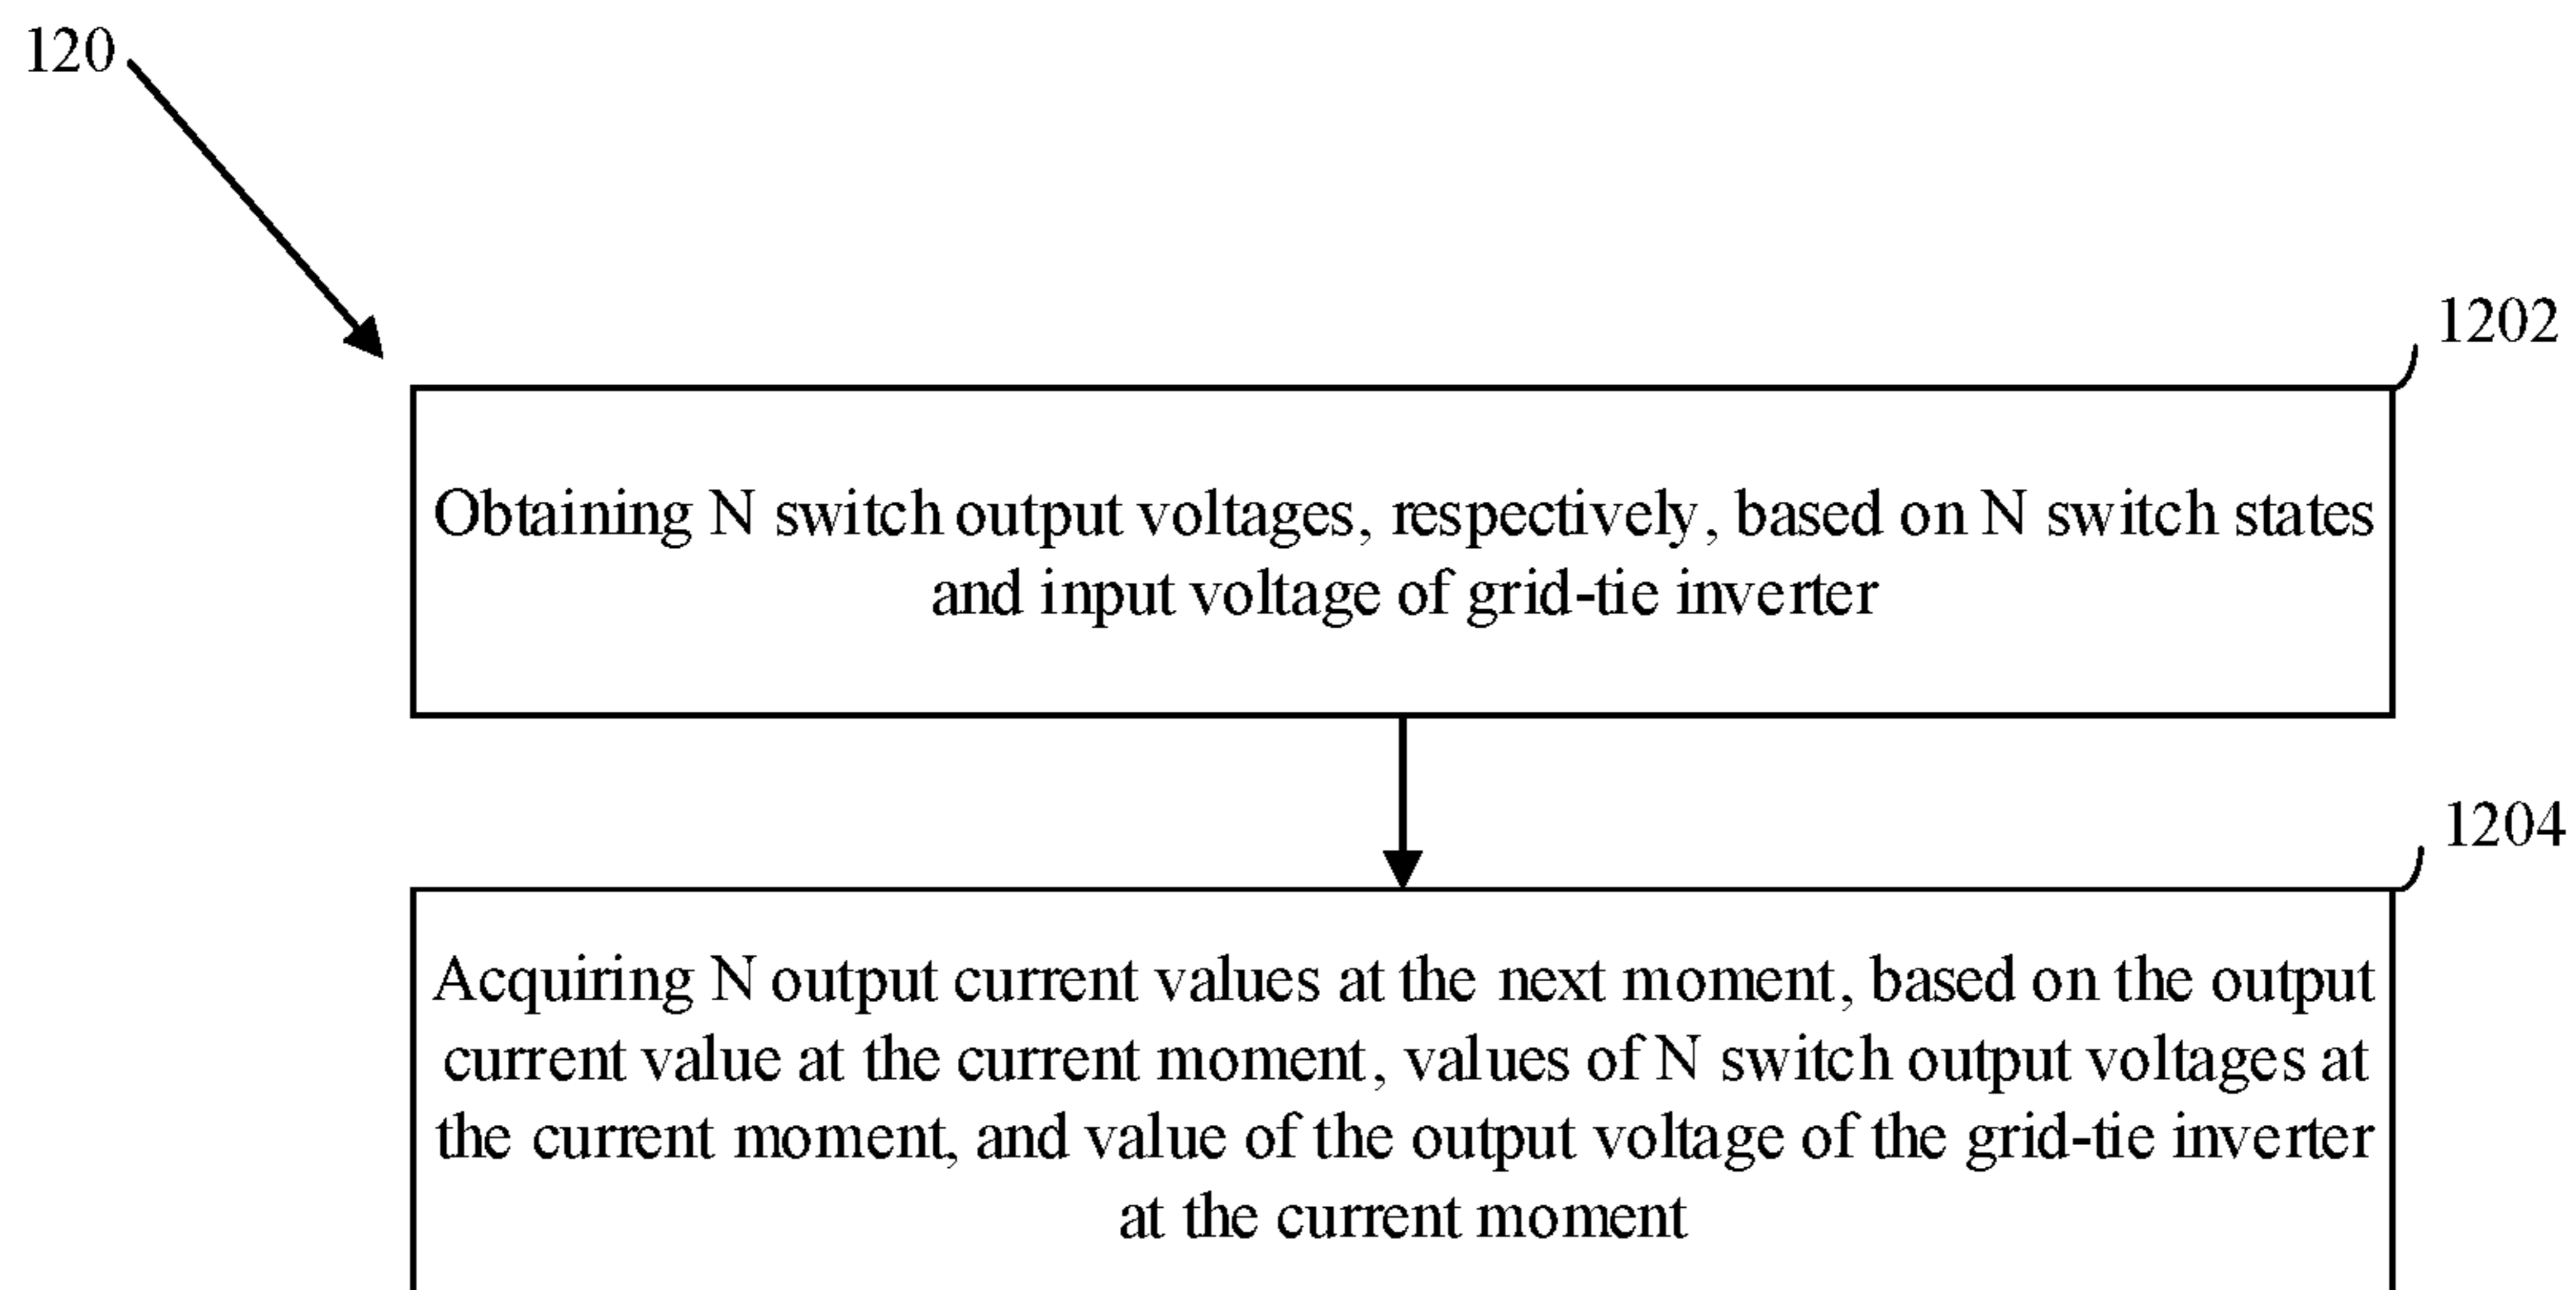 120
1202
Obtaining N switch output voltages, respectively, based on N switch states
and input voltage of grid-tie inverter
1204
Acquiring N output current values at the next moment, based on the output
current value at the current moment, values of N switch output voltages at
the current moment, and value of the output voltage of the grid-tie inverter
at the current moment